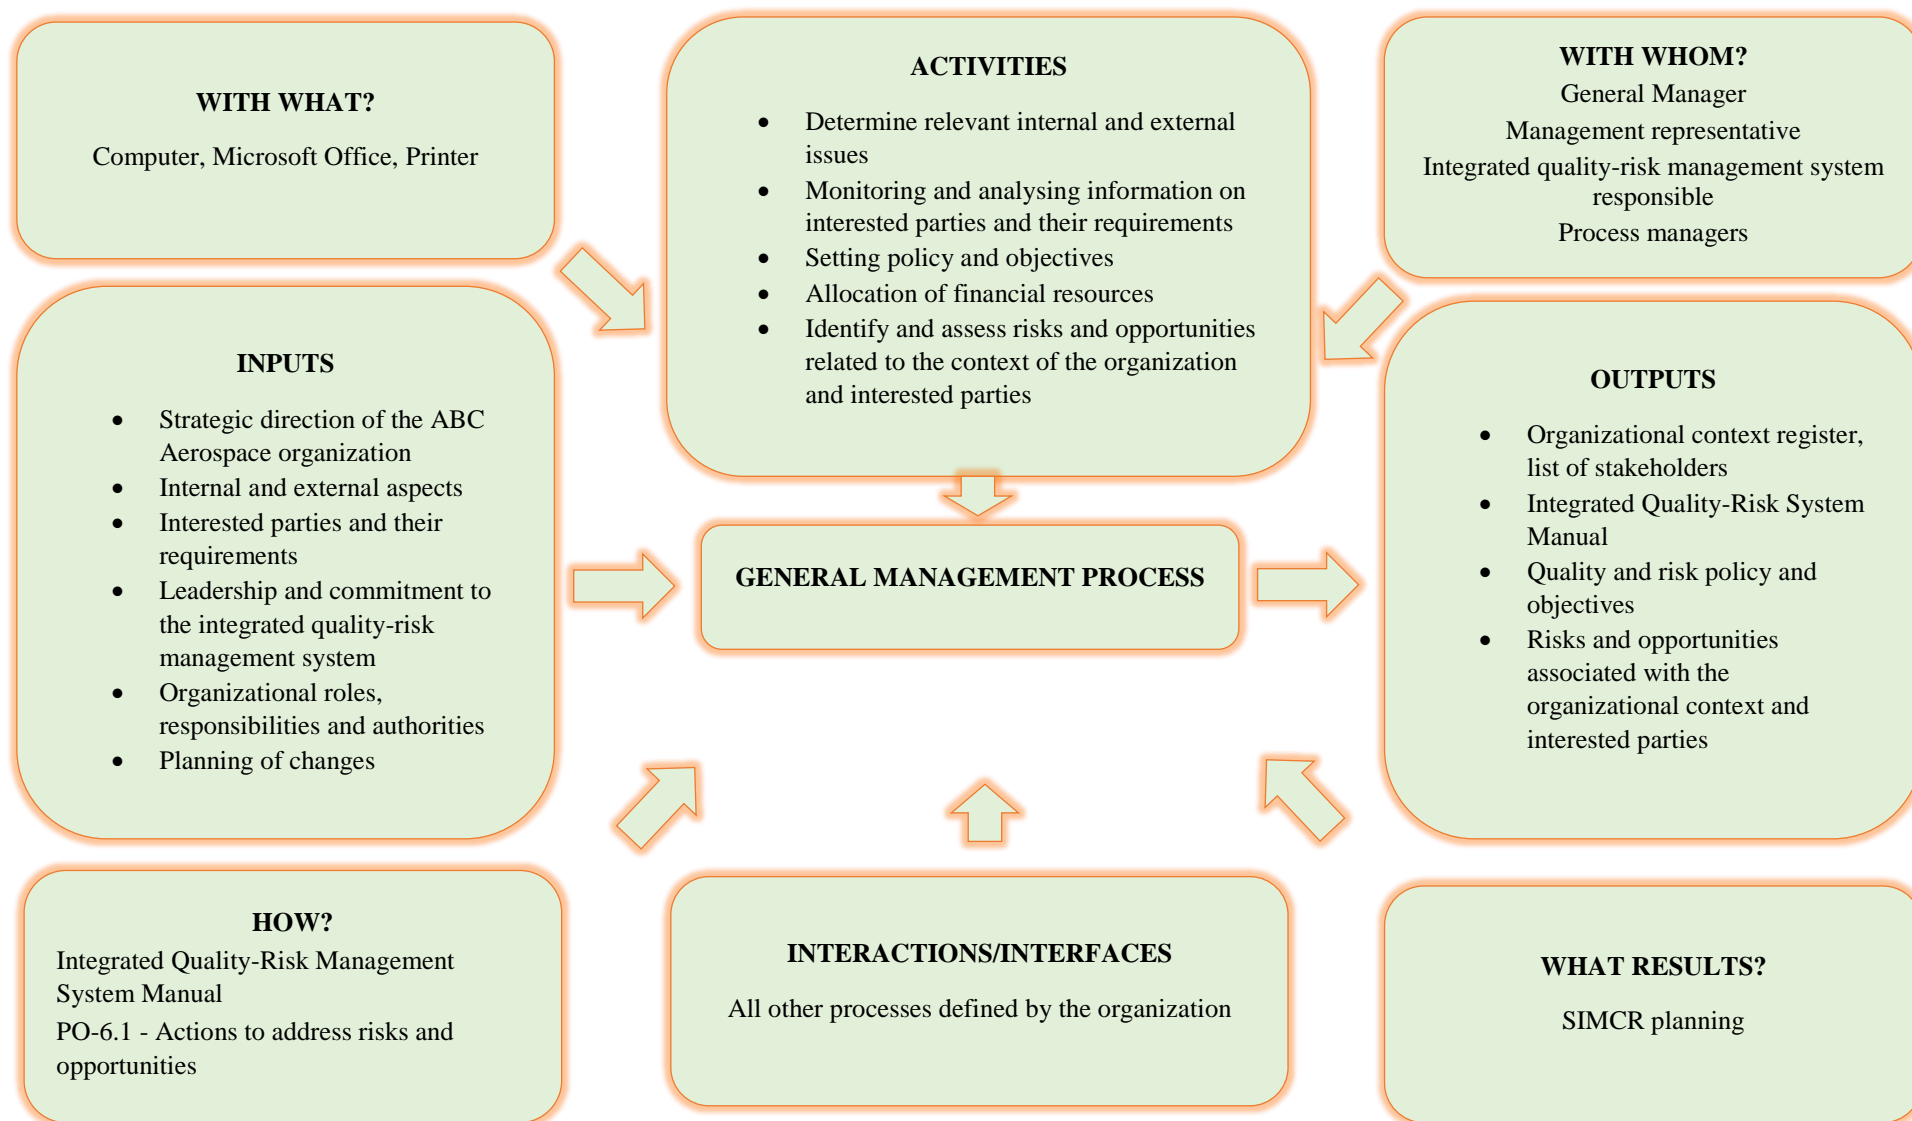 WITH WHAT?
Computer, Microsoft Office, Printer
ACTIVITIES
• Determine relevant internal and external
issues
• Monitoring and analysing information on
interested parties and their requirements
• Setting policy and objectives
• Allocation of financial resources
• Identify and assess risks and opportunities
related to the context of the organization
and interested parties
WITH WHOM?
General Manager
Management representative
Integrated quality-risk management system
responsible
Process managers
INPUTS
• Strategic direction of the ABC
Aerospace organization
• Internal and external aspects
• Interested parties and their
requirements
• Leadership and commitment to
the integrated quality-risk
management system
• Organizational roles,
responsibilities and authorities
• Planning of changes
GENERAL MANAGEMENT PROCESS
OUTPUTS
• Organizational context register,
list of stakeholders
• Integrated Quality-Risk System
Manual
• Quality and risk policy and
objectives
• Risks and opportunities
associated with the
organizational context and
interested parties
HOW?
Integrated Quality-Risk Management
System Manual
PO-6.1 - Actions to address risks and
opportunities
INTERACTIONS/INTERFACES
All other processes defined by the organization
WHAT RESULTS?
SIMCR planning